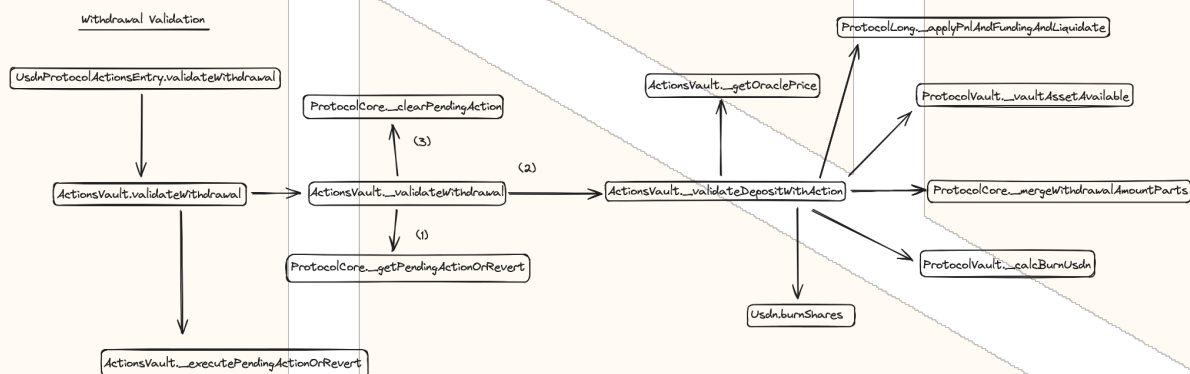 Withdrawal Validation
ProtocolLong._applyPnlAndFundingAndLiquidate
UsdnProtocolActionsEntry.validateWithdrawal
ActionsVault._getOraclePrice
ProtocolVault._vaultAssetAvailable
ProtocolCore._clearPendingAction
(3)
(2)
ActionsVault.validateWithdrawal
ActionsVault._validateWithdrawal
ActionsVault._validateDepositWithAction
ProtocolCore._mergeWithdrawalAmountParts
(1)
ProtocolCore._getPendingActionOrRevert
ProtocolVault._calcBurnUsdn
Usdn.burnShares
ActionsVault._executePendingActionOrRevert